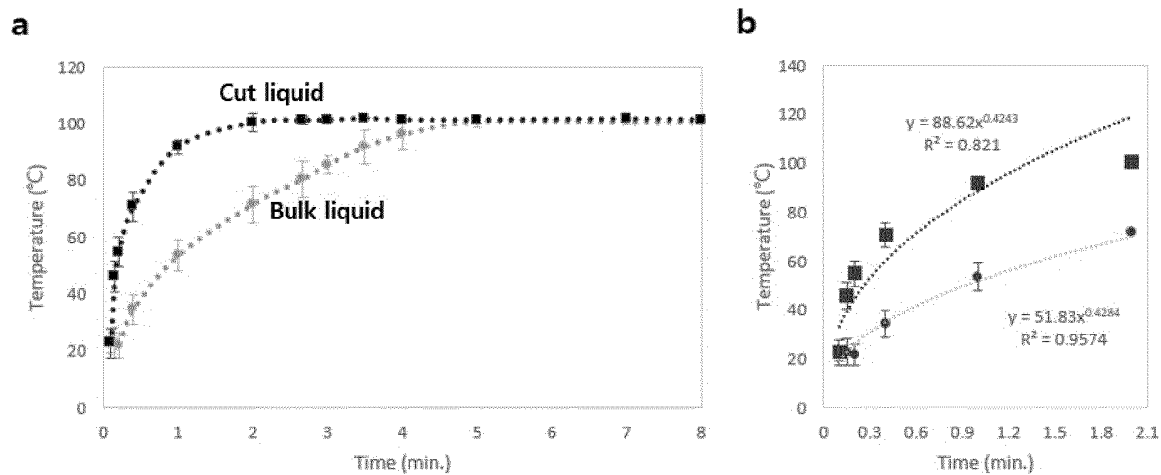 a
120
100
80
60
40
20
0
Temperature (°C)
Cut liquid
Bulk liquid
0 1 2 3 4 5 6 7 8
Time (min.)
b
140
120
100
80
60
40
20
0
Temperature (°C)
y = 88.62x^0.4243
R² = 0.821
y = 51.83x^0.4284
R² = 0.9574
0 0.3 0.6 0.9 1.2 1.5 1.8 2.1
Time (min.)